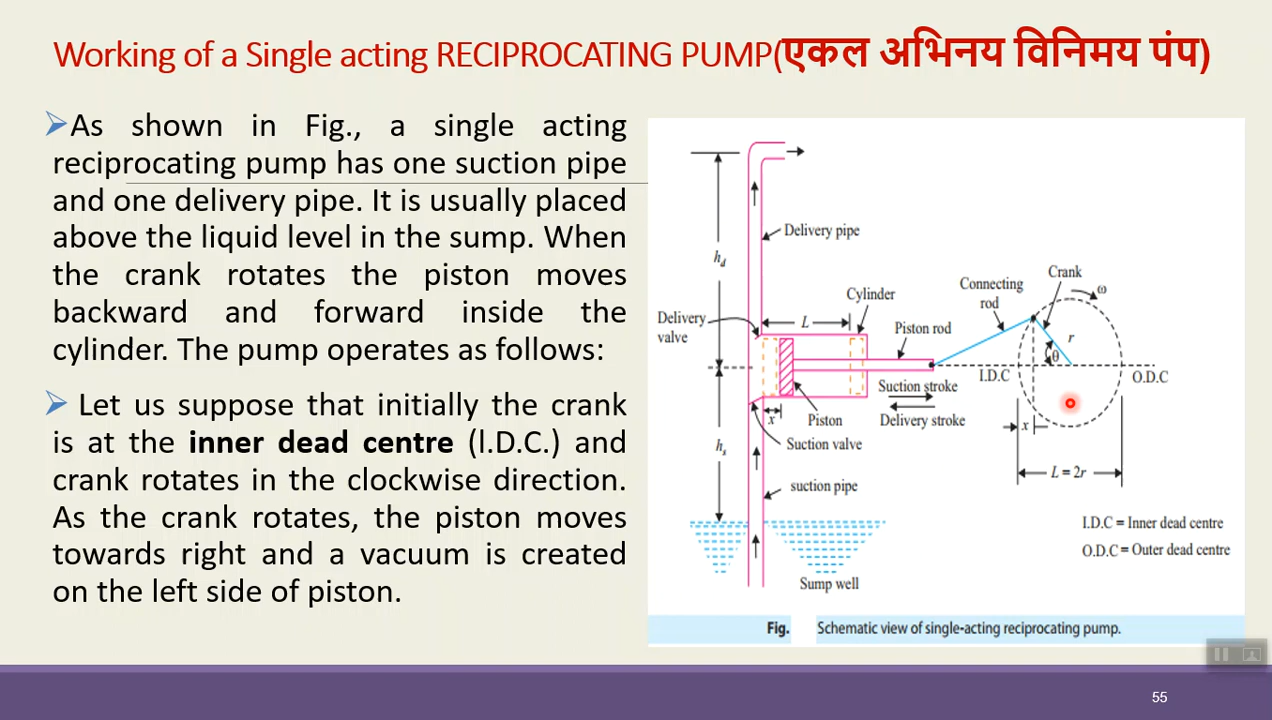 Working of a Single acting RECIPROCATING PUMP(एकल अभिनय विनिमय पंप)
➢As shown in Fig., a single acting
reciprocating pump has one suction pipe
and one delivery pipe. It is usually placed
above the liquid level in the sump. When
the crank rotates the piston moves
backward and forward inside the
cylinder. The pump operates as follows:
➢ Let us suppose that initially the crank
is at the inner dead centre (l.D.C.) and
crank rotates in the clockwise direction.
As the crank rotates, the piston moves
towards right and a vacuum is created
on the left side of piston.
Delivery pipe
hd
Crank
ω
Connecting
rod
Cylinder
Delivery
valve
L
Piston rod
r
θ
I.D.C
O.D.C
Suction stroke
Delivery stroke
x
Piston
x
Suction valve
hs
L = 2r
suction pipe
I.D.C = Inner dead centre
O.D.C = Outer dead centre
Sump well
Fig. Schematic view of single-acting reciprocating pump.
55